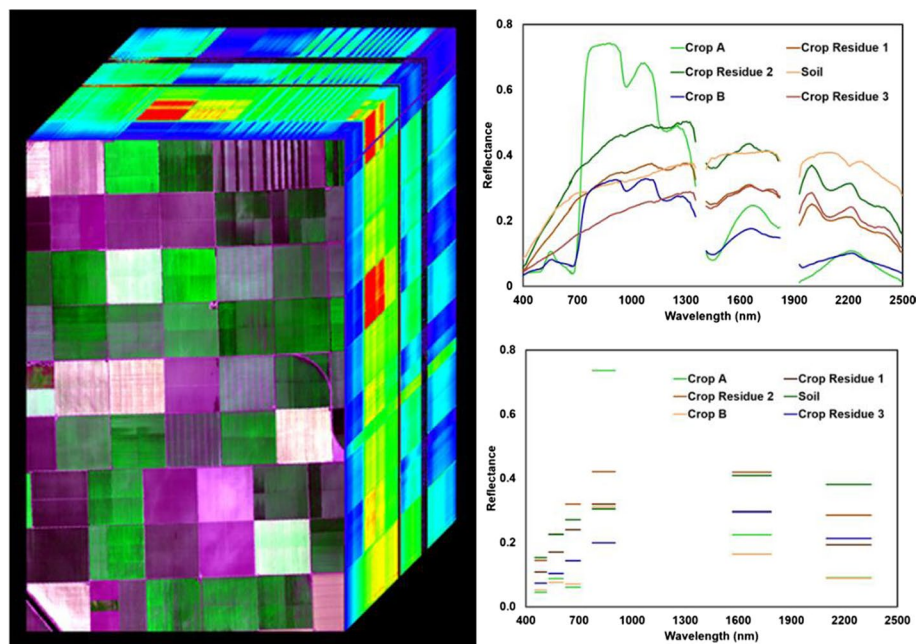 0.8
0.6
0.4
0.2
0
Reflectance
Crop A
Crop Residue 1
Crop Residue 2
Soil
Crop B
Crop Residue 3
400 700 1000 1300 1600 1900 2200 2500
Wavelength (nm)
0.8
0.6
0.4
0.2
0.0
Reflectance
Crop A
Crop Residue 1
Crop Residue 2
Soil
Crop B
Crop Residue 3
400 700 1000 1300 1600 1900 2200 2500
Wavelength (nm)